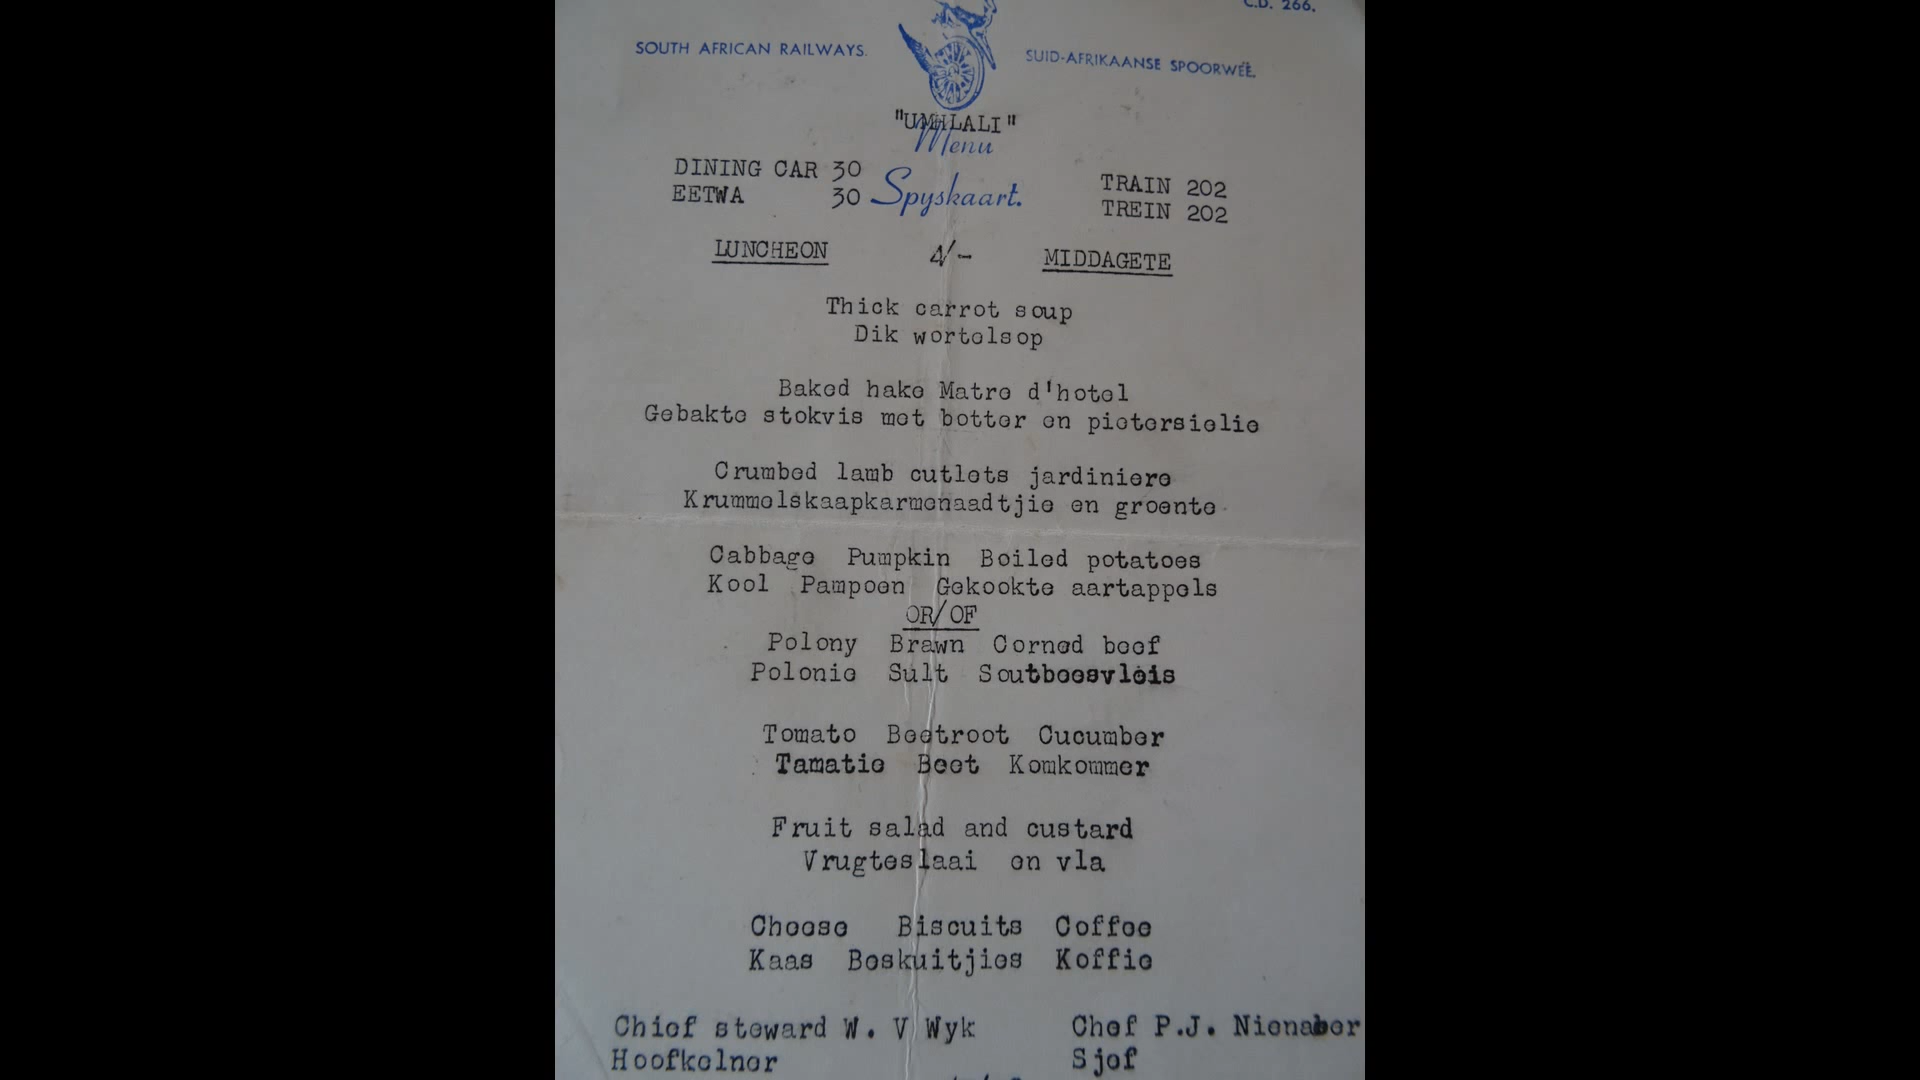 C.D. 266.
SOUTH AFRICAN RAILWAYS. SUID-AFRIKAANSE SPOORWEË.
"UMHLALI"
Menu
DINING CAR 30 TRAIN 202
EETWA 30 Spyskaart. TREIN 202
LUNCHEON 4/- MIDDAGETE
Thick carrot soup
Dik wortelsop
Baked hake Matre d'hotel
Gebakte stokvis met botter en pietersielie
Crumbed lamb cutlets jardiniere
Krummelskaapkarmenaadtjie en groente
Cabbage Pumpkin Boiled potatoes
Kool Pampoen Gekookte aartappels
OR/OF
Polony Brawn Corned beef
Polonie Sult Soutbeesvleis
Tomato Beetroot Cucumber
Tamatie Beet Komkommer
Fruit salad and custard
Vrugteslaai en vla
Cheese Biscuits Coffee
Kaas Beskuitjies Koffie
Chief steward W. V Wyk Chef P.J. Nienaber
Hoofkelner Sjef